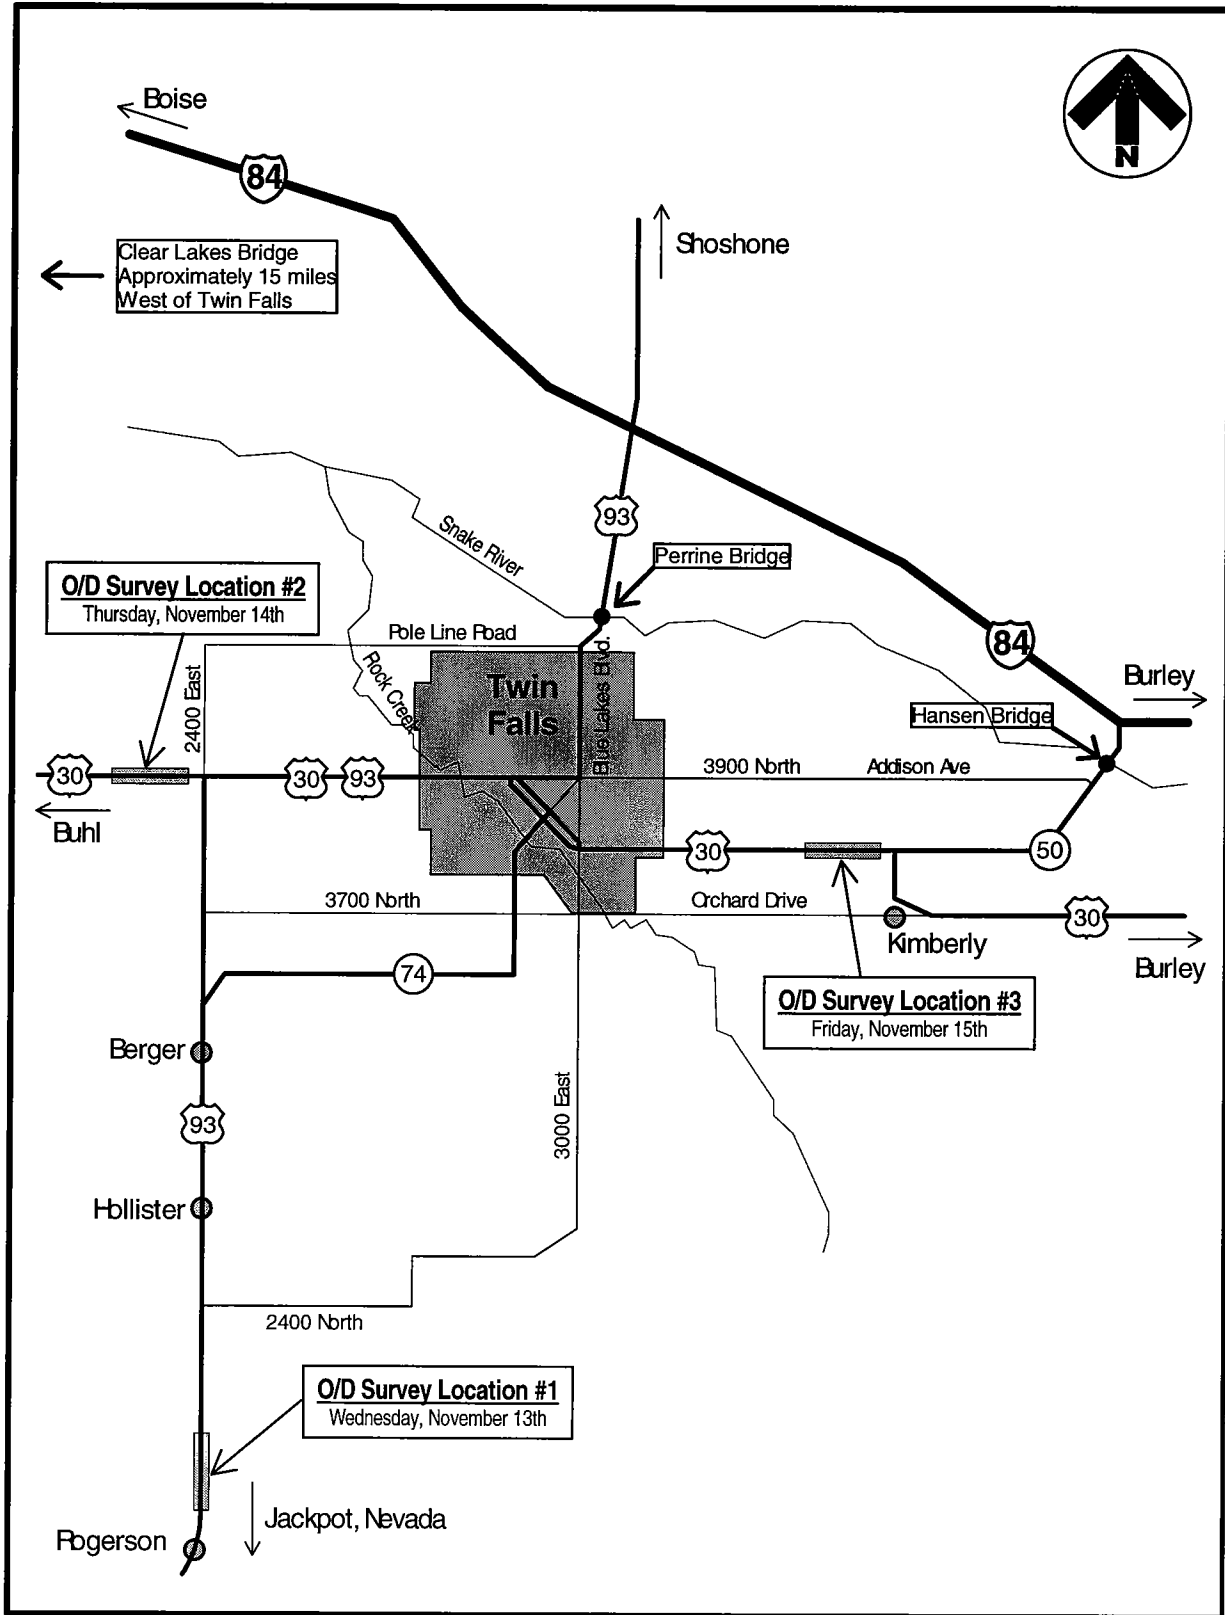 Boise
84
N
Clear Lakes Bridge
Approximately 15 miles
West of Twin Falls
Shoshone
93
Snake River
Perrine Bridge
O/D Survey Location #2
Thursday, November 14th
Pole Line Road
84
Rock Creek
Twin
Falls
Blue Lakes Blvd.
2400 East
Burley
Hansen Bridge
30
30
93
3900 North
Addison Ave
Buhl
30
50
3700 North
Orchard Drive
30
Kimberly
Burley
74
O/D Survey Location #3
Friday, November 15th
Berger
3000 East
93
Hollister
2400 North
O/D Survey Location #1
Wednesday, November 13th
Jackpot, Nevada
Rogerson